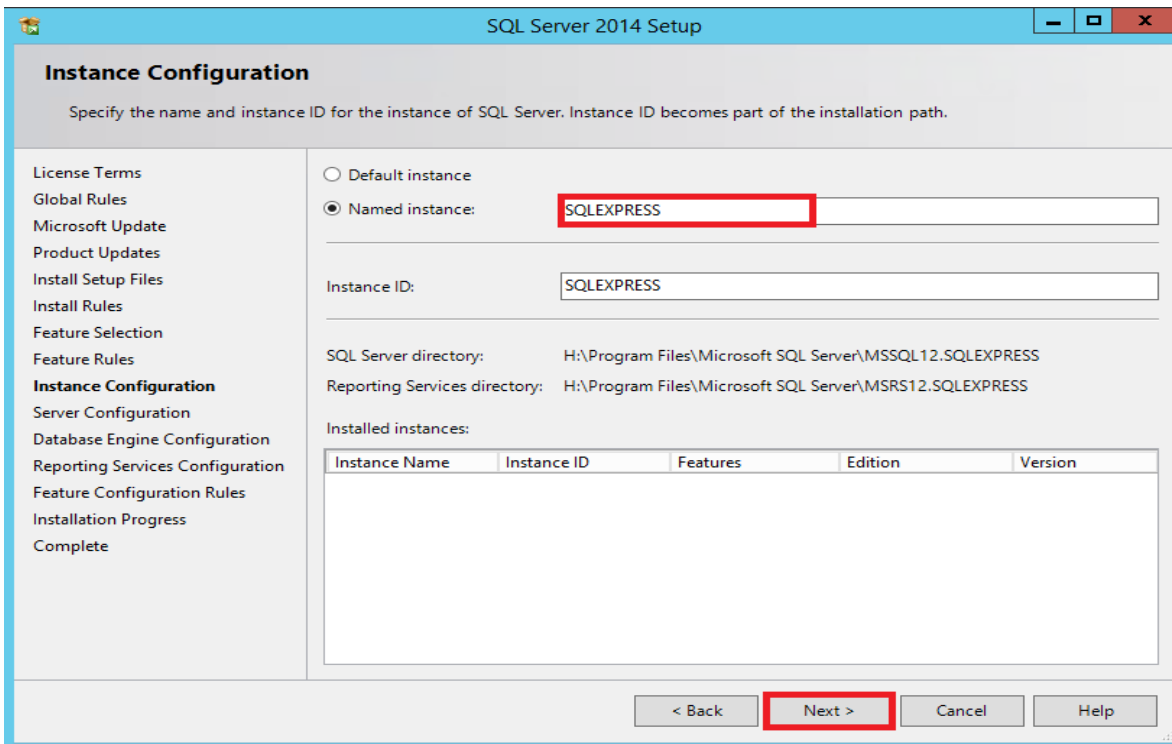 SQL Server 2014 Setup
Instance Configuration
Specify the name and instance ID for the instance of SQL Server. Instance ID becomes part of the installation path.
License Terms
Global Rules
Microsoft Update
Product Updates
Install Setup Files
Install Rules
Feature Selection
Feature Rules
Instance Configuration
Server Configuration
Database Engine Configuration
Reporting Services Configuration
Feature Configuration Rules
Installation Progress
Complete
Default instance
Named instance: SQLEXPRESS
Instance ID: SQLEXPRESS
SQL Server directory: H:\Program Files\Microsoft SQL Server\MSSQL12.SQLEXPRESS
Reporting Services directory: H:\Program Files\Microsoft SQL Server\MSRS12.SQLEXPRESS
Installed instances:
Instance Name Instance ID Features Edition Version
< Back Next > Cancel Help